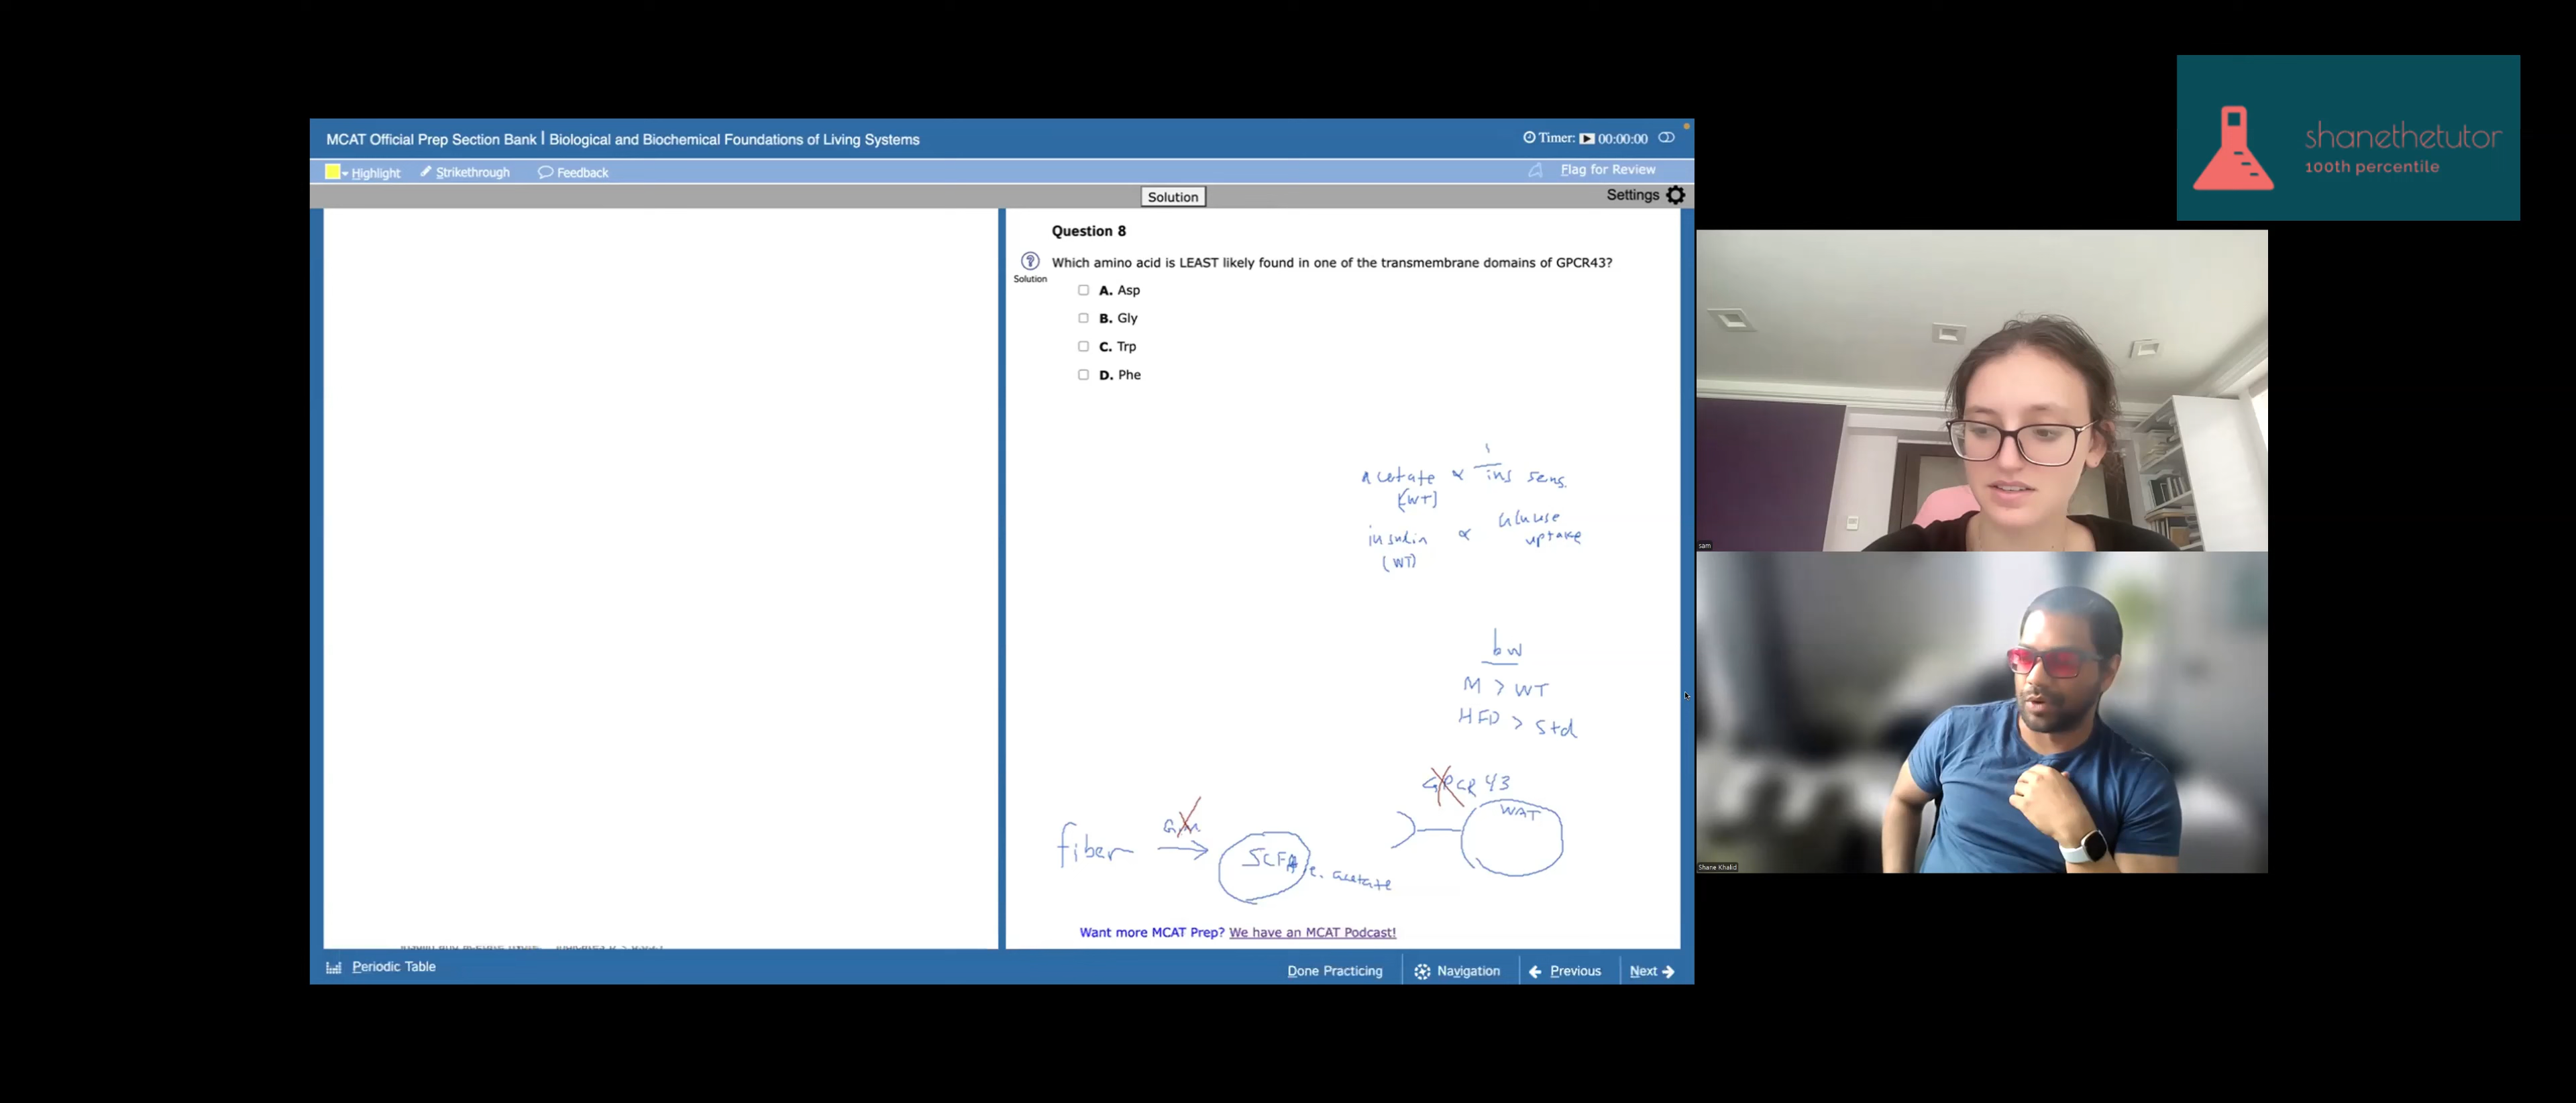 shanethetutor
100th percentile
MCAT Official Prep Section Bank | Biological and Biochemical Foundations of Living Systems
Timer: 00:00:00
Highlight Strikethrough Feedback
Flag for Review
Solution
Settings
Question 8
Solution
Which amino acid is LEAST likely found in one of the transmembrane domains of GPCR43?
A. Asp
B. Gly
C. Trp
D. Phe
acetate ∝ 1/ins sens.
(WT)
insulin ∝ glucose uptake
(WT)
bw
M > WT
HFD > Std
GPCR43
WAT
fiber
SCFA i.e. acetate
Want more MCAT Prep? We have an MCAT Podcast!
Periodic Table
Done Practicing
Navigation
Previous
Next
sam
Shane Khalid